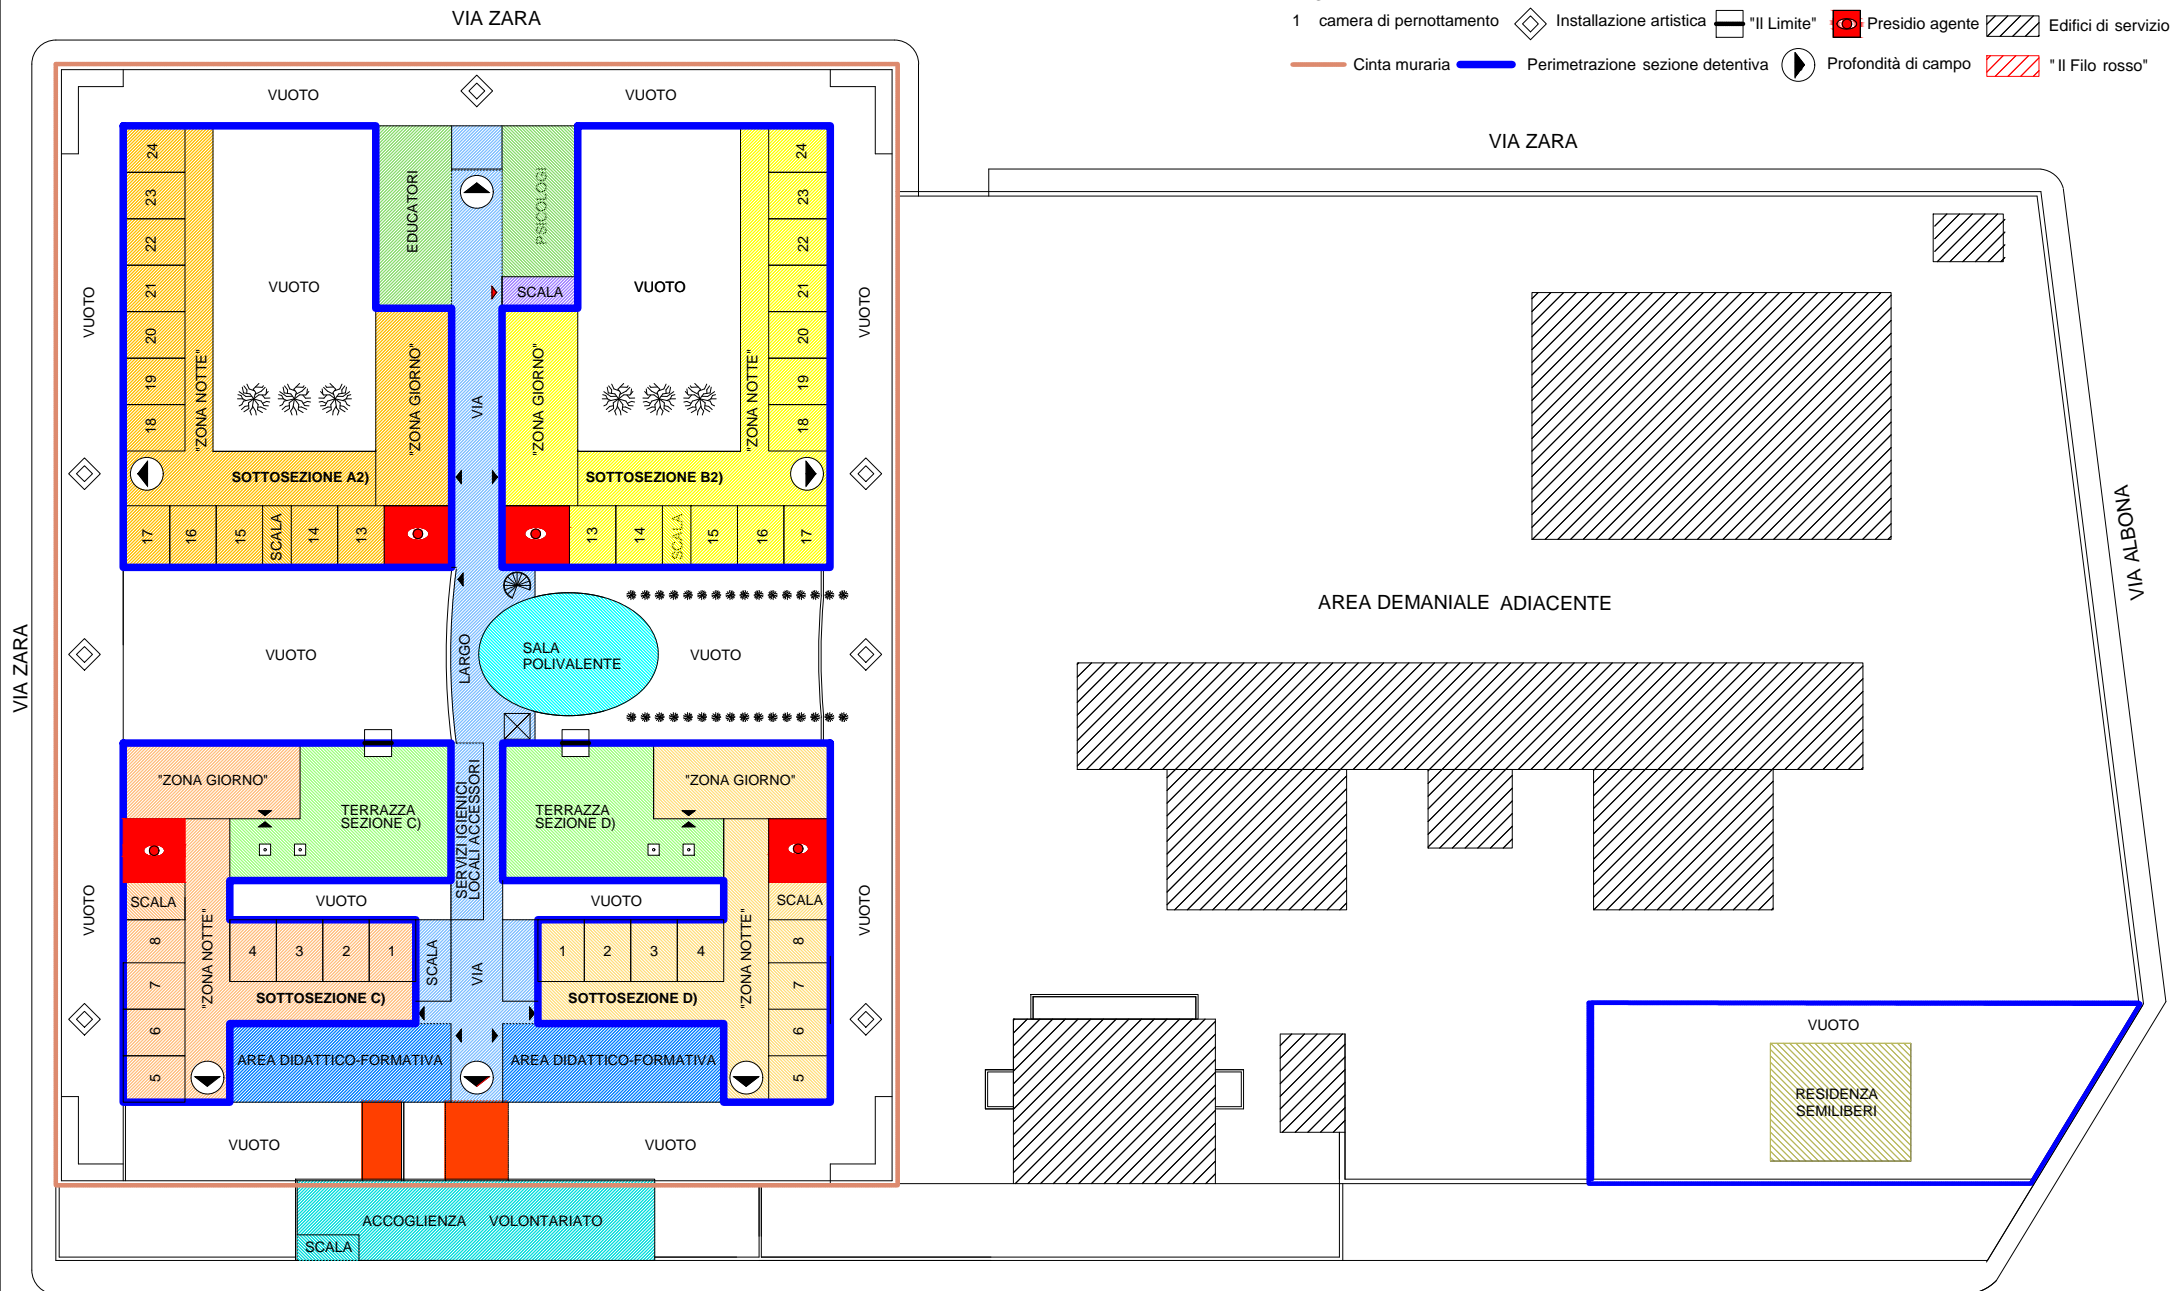 VIA ZARA
1 camera di pernottamento
Installazione artistica
"Il Limite"
Presidio agente
Edifici di servizio
Cinta muraria
Perimetrazione sezione detentiva
Profondità di campo
"Il Filo rosso"
VIA ZARA
VIA ZARA
VIA ALBONA
VUOTO
VUOTO
VUOTO
VUOTO
24
23
22
21
20
19
18
"ZONA NOTTE"
VUOTO
EDUCATORI
PSICOLOGI
SCALA
VUOTO
"ZONA NOTTE"
24
23
22
21
20
19
18
"ZONA GIORNO"
VIA
"ZONA GIORNO"
SOTTOSEZIONE A2)
SOTTOSEZIONE B2)
17
16
15
SCALA
14
13
13
14
SCALA
15
16
17
VUOTO
LARGO
SALA
POLIVALENTE
VUOTO
AREA DEMANIALE ADIACENTE
"ZONA GIORNO"
TERRAZZA
SEZIONE C)
SERVIZI IGIENICI
LOCALI ACCESSORI
TERRAZZA
SEZIONE D)
"ZONA GIORNO"
VUOTO
SCALA
VUOTO
VUOTO
SCALA
VUOTO
8
7
6
5
"ZONA NOTTE"
4
3
2
1
SCALA
VIA
1
2
3
4
"ZONA NOTTE"
8
7
6
5
SOTTOSEZIONE C)
SOTTOSEZIONE D)
AREA DIDATTICO-FORMATIVA
AREA DIDATTICO-FORMATIVA
VUOTO
VUOTO
ACCOGLIENZA VOLONTARIATO
SCALA
VUOTO
RESIDENZA
SEMILIBERI